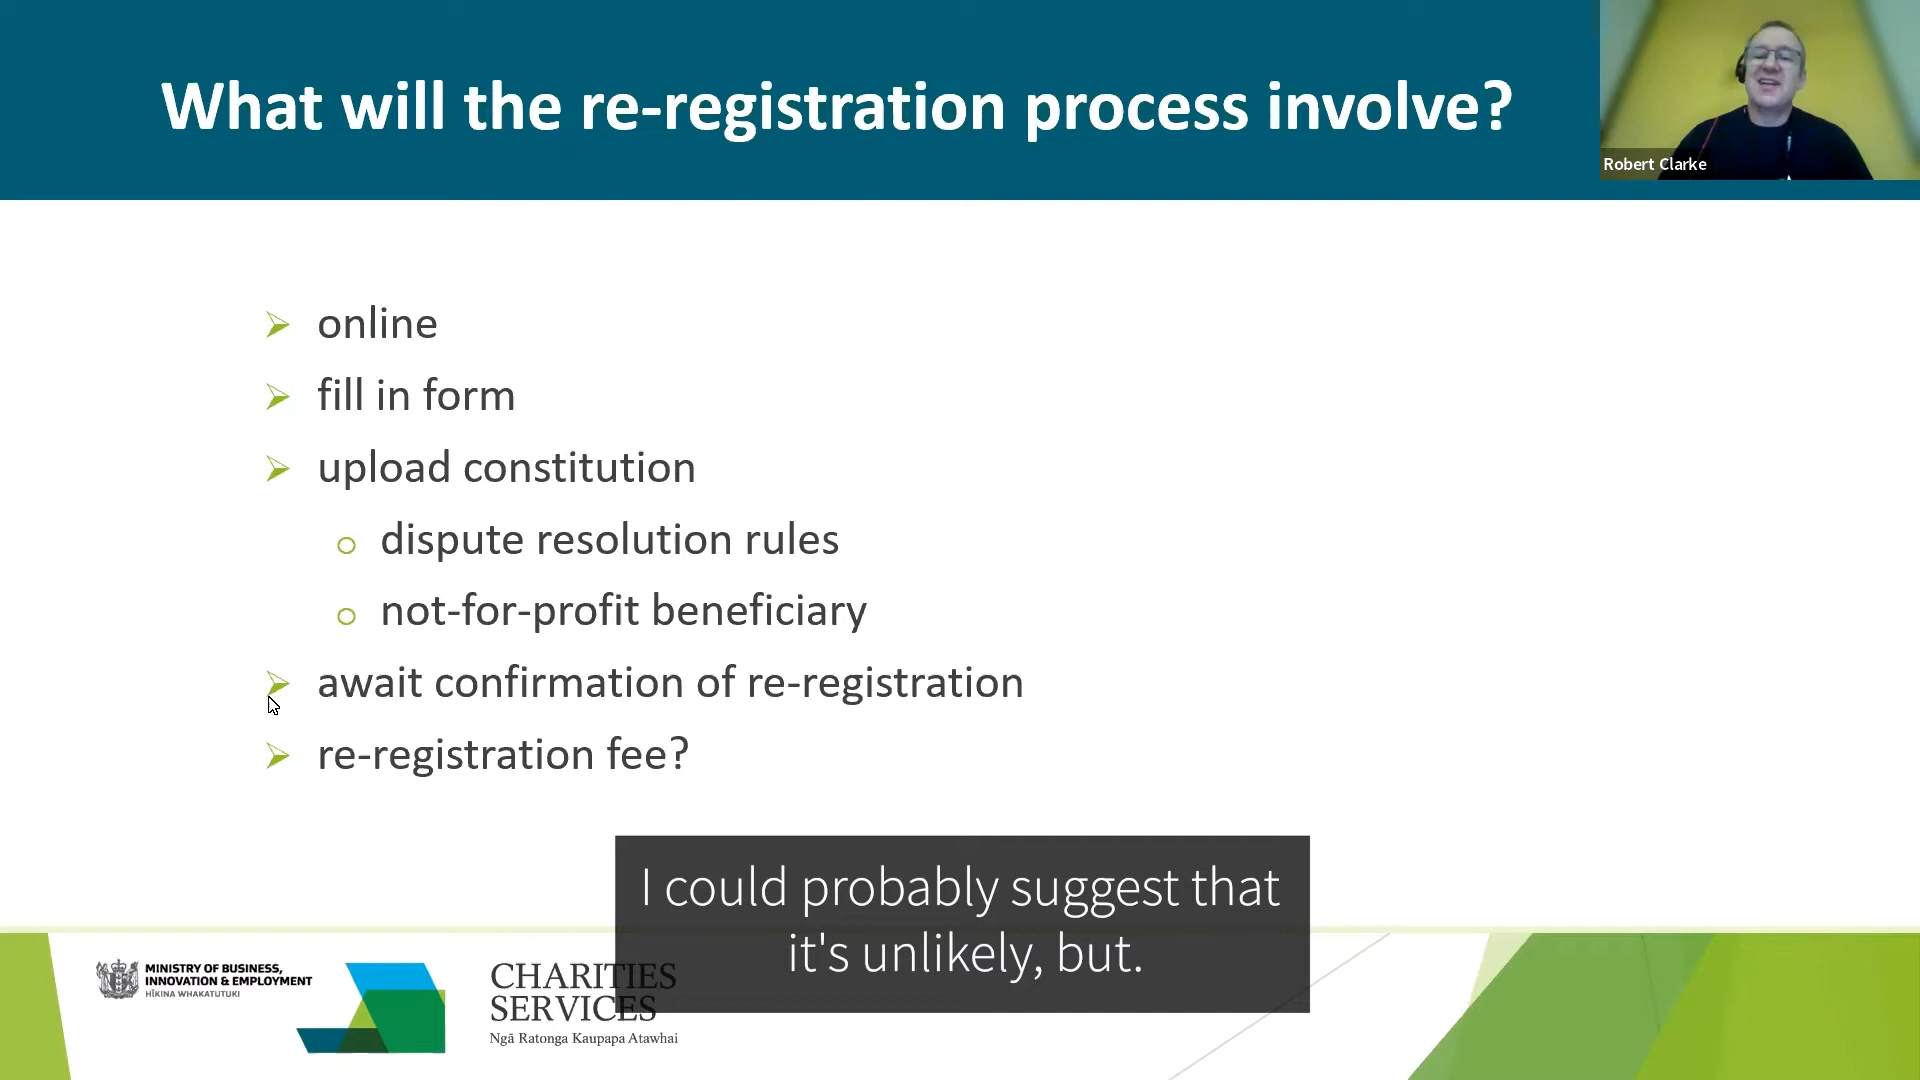 What will the re-registration process involve?
Robert Clarke
online
fill in form
upload constitution
dispute resolution rules
not-for-profit beneficiary
await confirmation of re-registration
re-registration fee?
I could probably suggest that
it's unlikely, but.
MINISTRY OF BUSINESS,
INNOVATION & EMPLOYMENT
HĪKINA WHAKATUTUKI
CHARITIES
SERVICES
Ngā Ratonga Kaupapa Atawhai